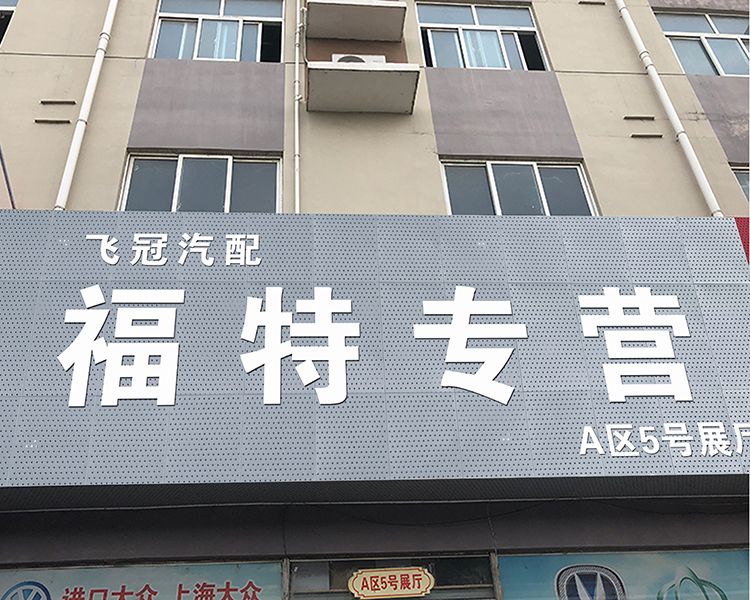 飞冠汽配
福特专营
A区5号展厅
A区5号展厅
进口大众 上海大众